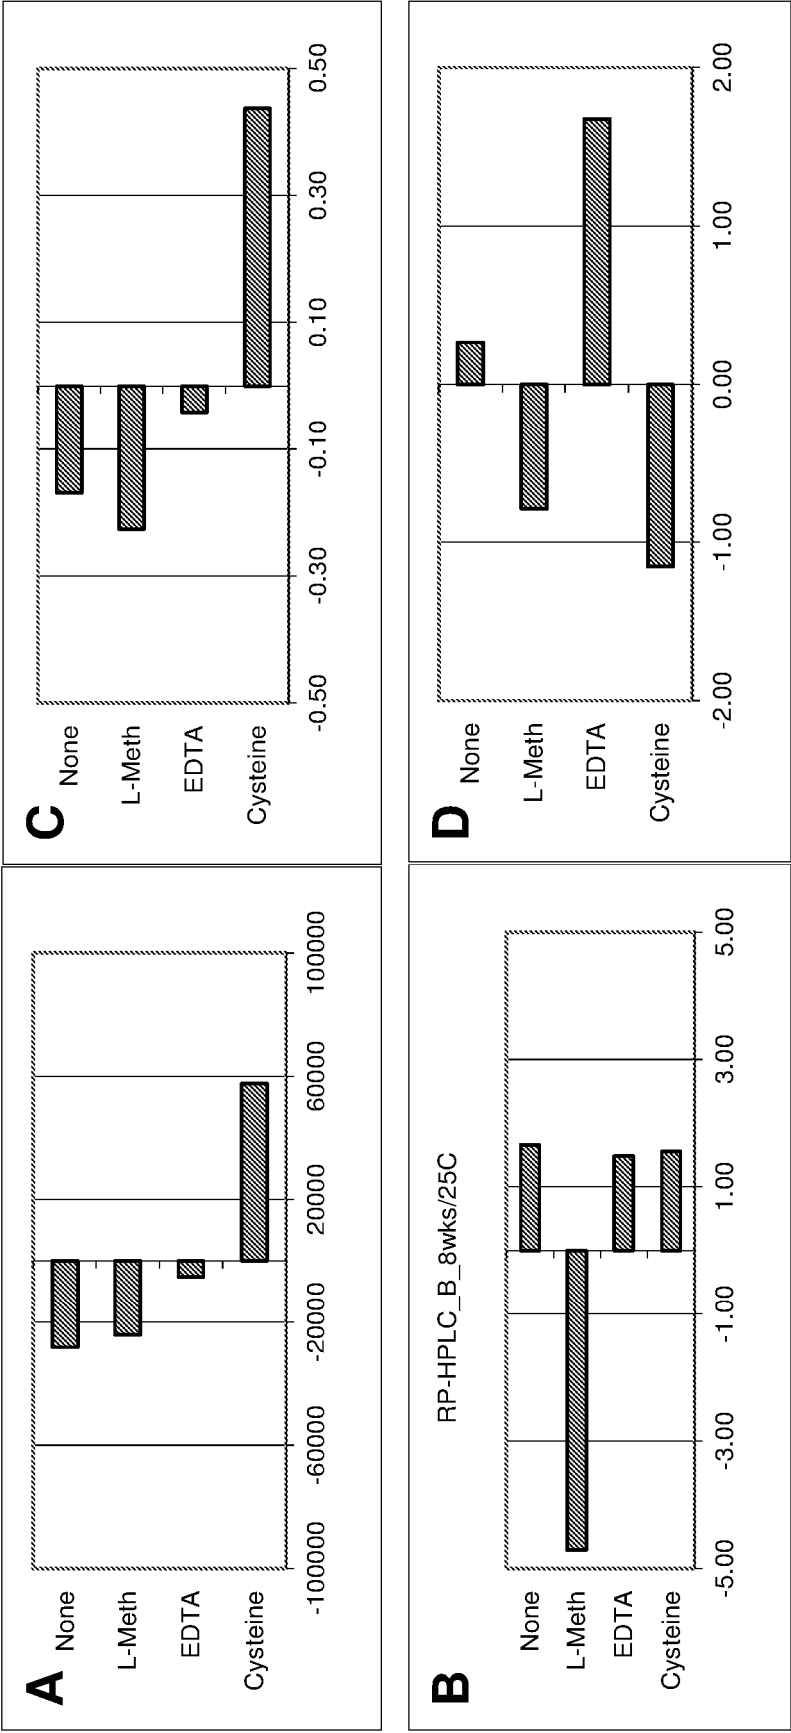 A
None
L-Meth
EDTA
Cysteine
-100000
-60000
-20000
20000
60000
100000
C
None
L-Meth
EDTA
Cysteine
-0.50
-0.30
-0.10
0.10
0.30
0.50
B
RP-HPLC_B_8wks/25C
None
L-Meth
EDTA
Cysteine
-5.00
-3.00
-1.00
1.00
3.00
5.00
D
None
L-Meth
EDTA
Cysteine
-2.00
-1.00
0.00
1.00
2.00